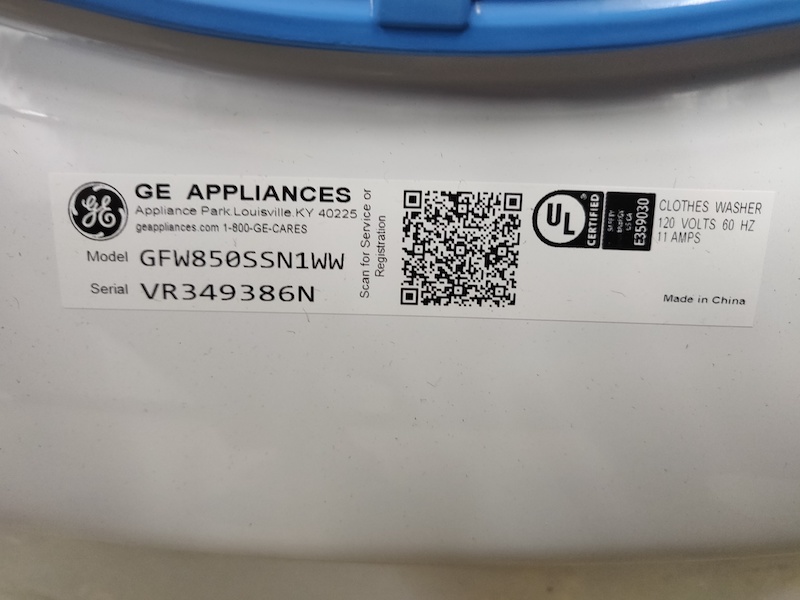 GE APPLIANCES
Appliance Park, Louisville, KY 40225
geappliances.com 1-800-GE-CARES
Model GFW850SSN1WW
Serial VR349386N
Scan for Service or
Registration
UL
CERTIFIED
E359030
CLOTHES WASHER
120 VOLTS 60 HZ
11 AMPS
Made in China